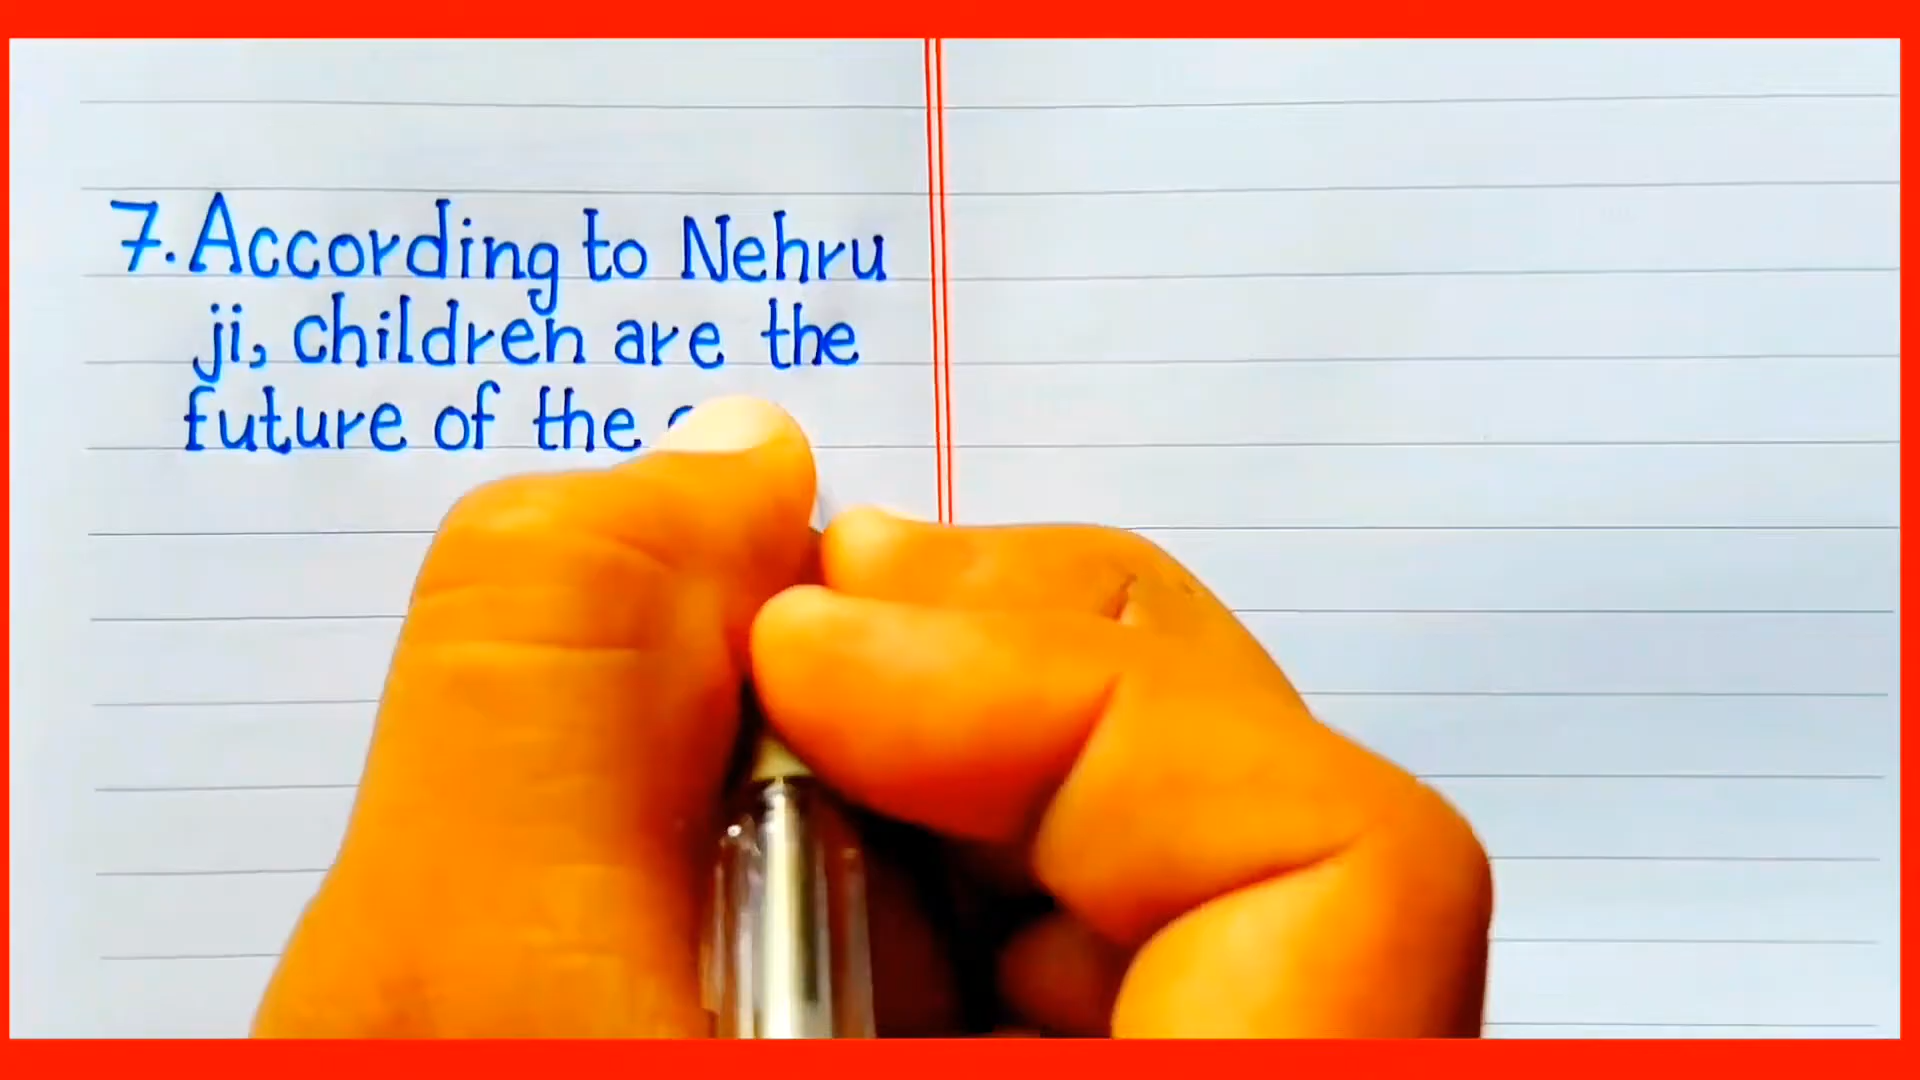 7. According to Nehru
ji, children are the
future of the